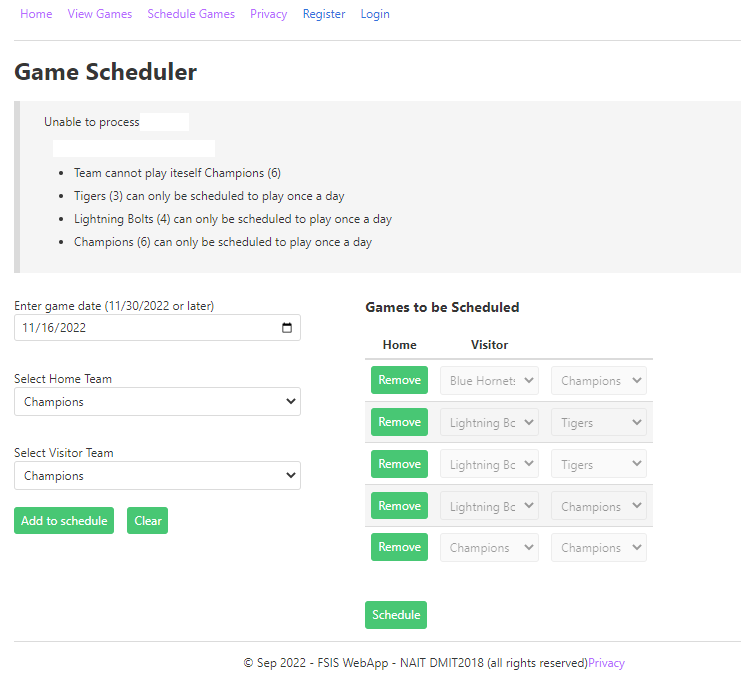 Home View Games Schedule Games Privacy Register Login
Game Scheduler
Unable to process
Team cannot play iteself Champions (6)
Tigers (3) can only be scheduled to play once a day
Lightning Bolts (4) can only be scheduled to play once a day
Champions (6) can only be scheduled to play once a day
Enter game date (11/30/2022 or later)
11/16/2022
Select Home Team
Champions
Select Visitor Team
Champions
Add to schedule Clear
Games to be Scheduled
Home Visitor
Remove Blue Hornets Champions
Remove Lightning Bc Tigers
Remove Lightning Bc Tigers
Remove Lightning Bc Champions
Remove Champions Champions
Schedule
© Sep 2022 - FSIS WebApp - NAIT DMIT2018 (all rights reserved)Privacy